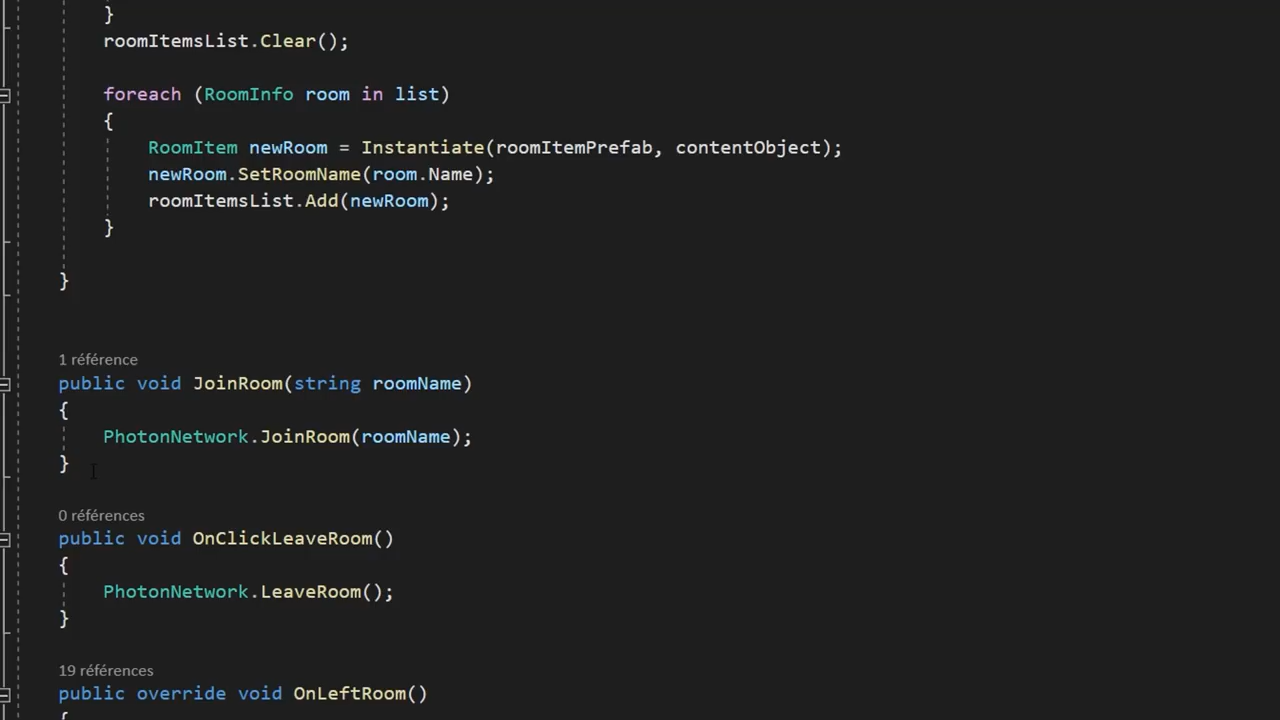 }
roomItemsList.Clear();
foreach (RoomInfo room in list)
{
RoomItem newRoom = Instantiate(roomItemPrefab, contentObject);
newRoom.SetRoomName(room.Name);
roomItemsList.Add(newRoom);
}
}
1 référence
public void JoinRoom(string roomName)
{
PhotonNetwork.JoinRoom(roomName);
}
0 références
public void OnClickLeaveRoom()
{
PhotonNetwork.LeaveRoom();
}
19 références
public override void OnLeftRoom()
{